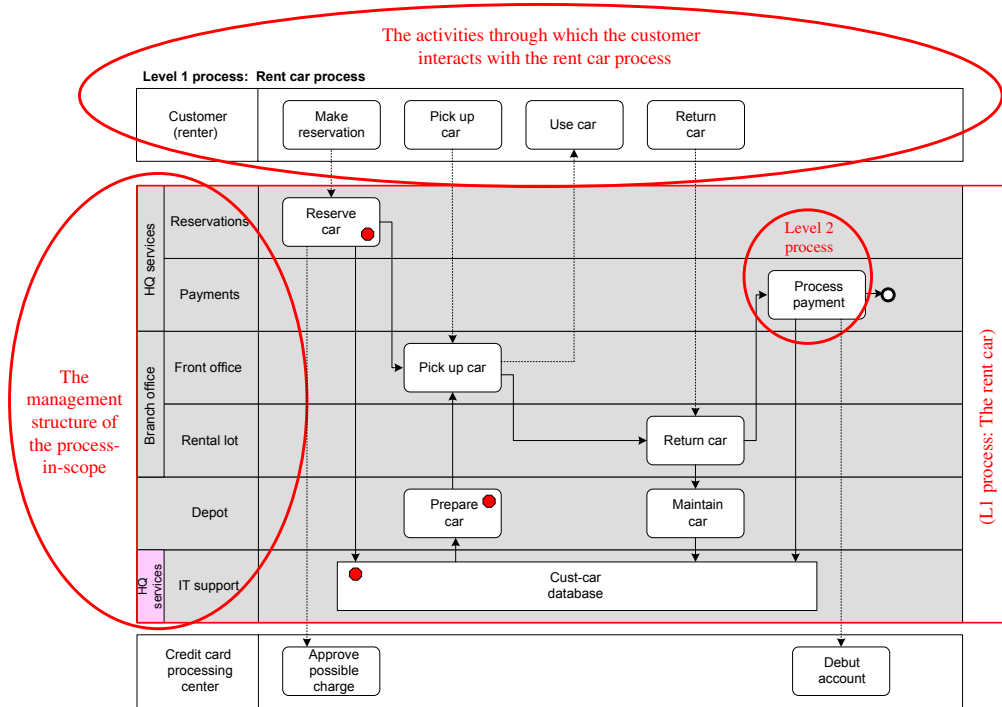 The activities through which the customer
interacts with the rent car process
Level 1 process: Rent car process
Customer
(renter)
Make
reservation
Pick up
car
Use car
Return
car
HQ services
Reservations
Reserve
car
Level 2
process
Payments
Process
payment
The
management
structure of
the process-
in-scope
Branch office
Front office
Pick up car
Rental lot
Return car
(L1 process: The rent car)
Depot
Prepare
car
Maintain
car
HQ
services
IT support
Cust-car
database
Credit card
processing
center
Approve
possible
charge
Debut
account